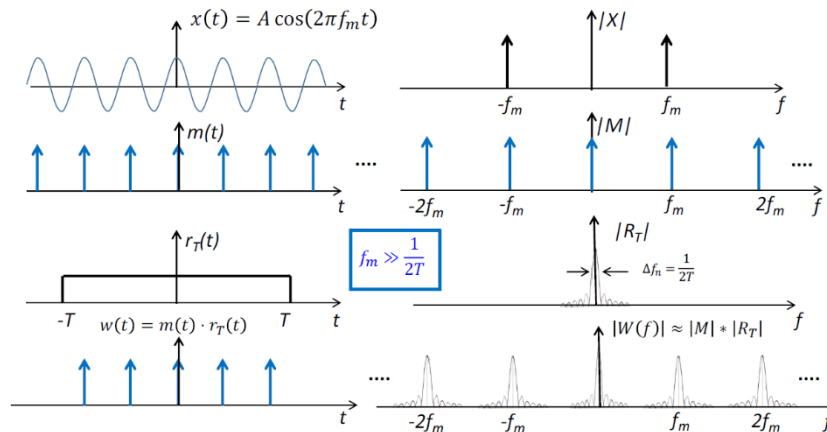 x(t) = A cos(2πf_m t)
t
|X|
-f_m
f_m
f
m(t)
t
....
|M|
....
-2f_m
-f_m
f_m
2f_m
f
r_T(t)
-T
T
t
f_m ≫ 1/2T
|R_T|
Δf_n = 1/2T
f
w(t) = m(t) · r_T(t)
t
|W(f)| ≈ |M| * |R_T|
....
....
-2f_m
-f_m
f_m
2f_m
f